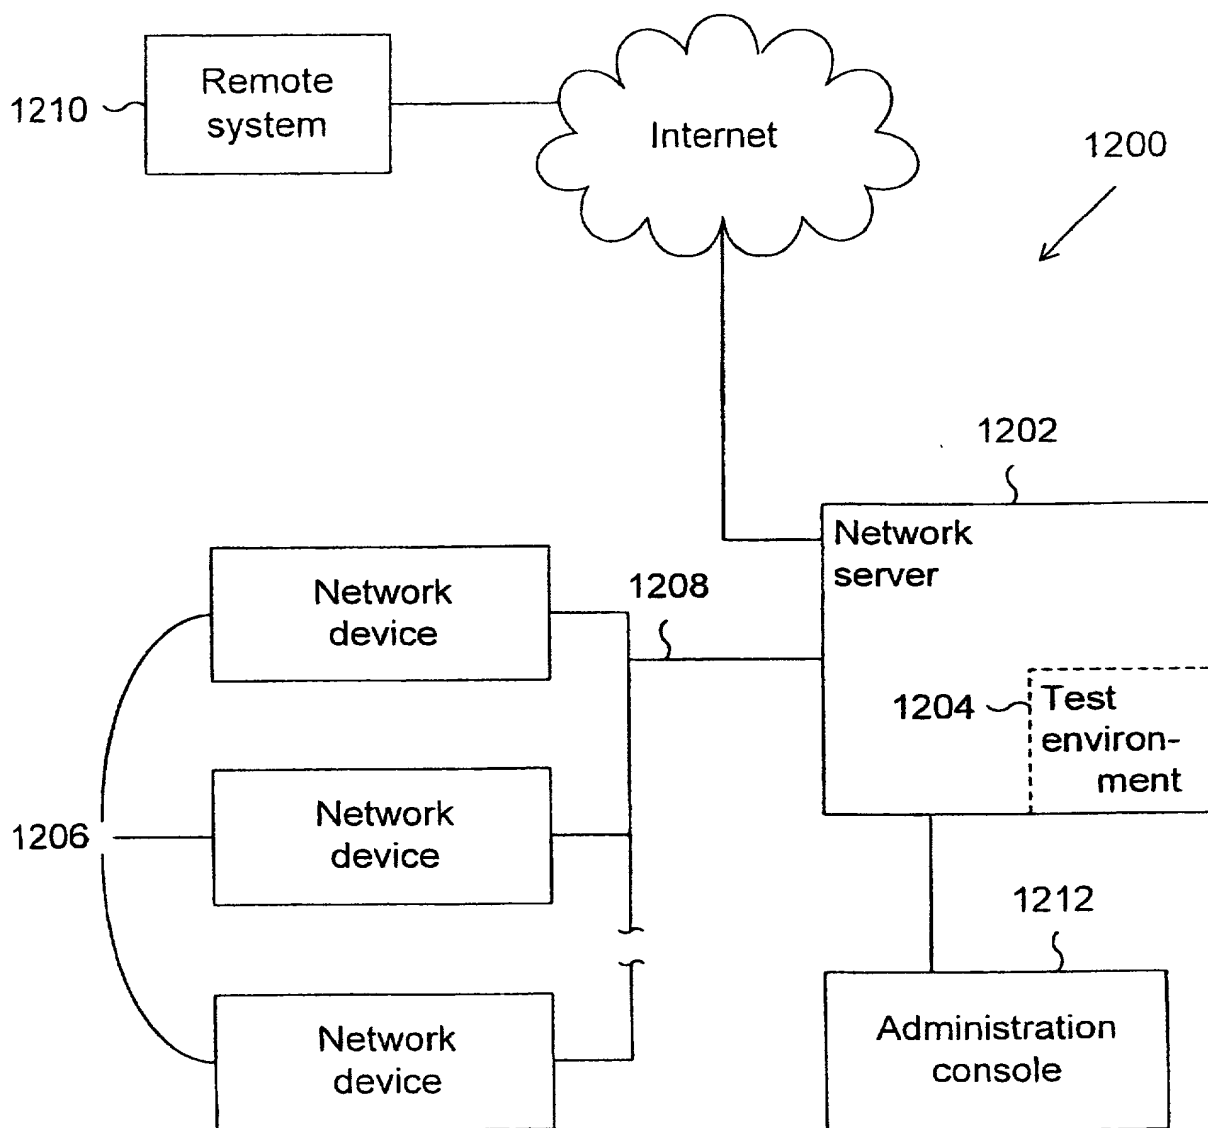 Remote
system
1210
Internet
1200
1202
Network
server
Network
device
1208
1204
Test
environ-
ment
Network
device
1206
1212
Network
device
Administration
console